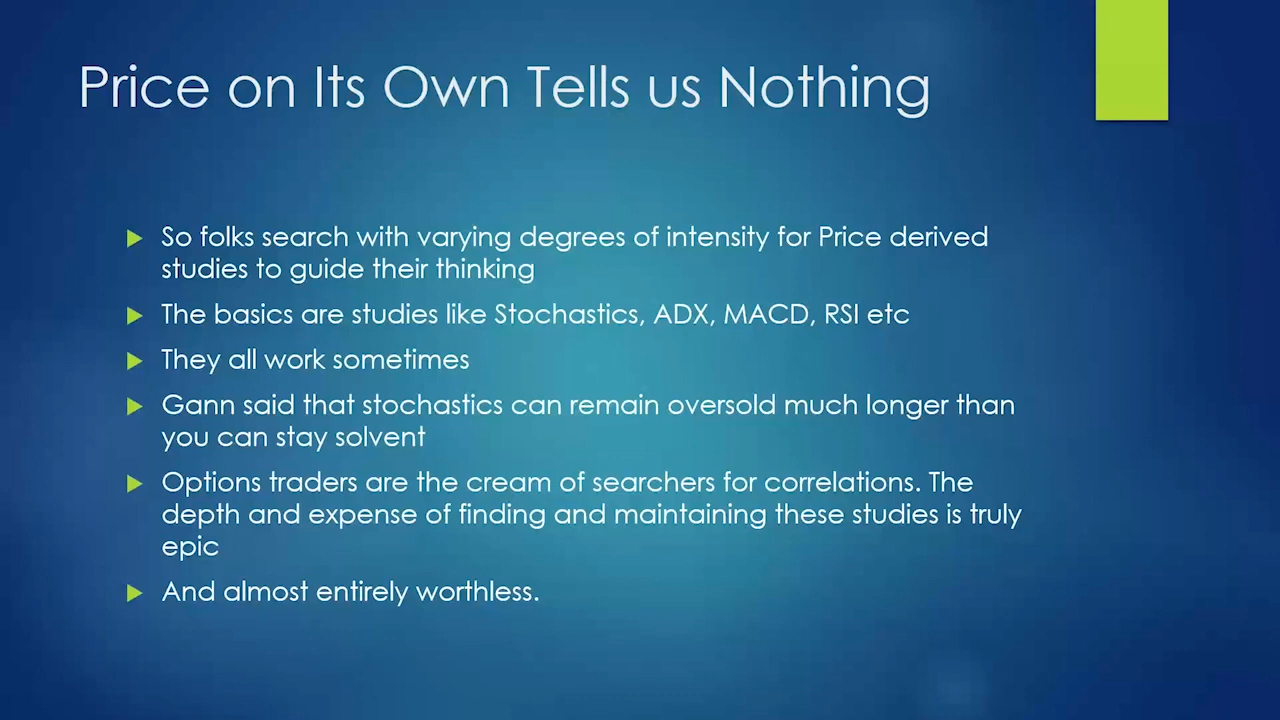 Price on Its Own Tells us Nothing
So folks search with varying degrees of intensity for Price derived
studies to guide their thinking
The basics are studies like Stochastics, ADX, MACD, RSI etc
They all work sometimes
Gann said that stochastics can remain oversold much longer than
you can stay solvent
Options traders are the cream of searchers for correlations. The
depth and expense of finding and maintaining these studies is truly
epic
And almost entirely worthless.